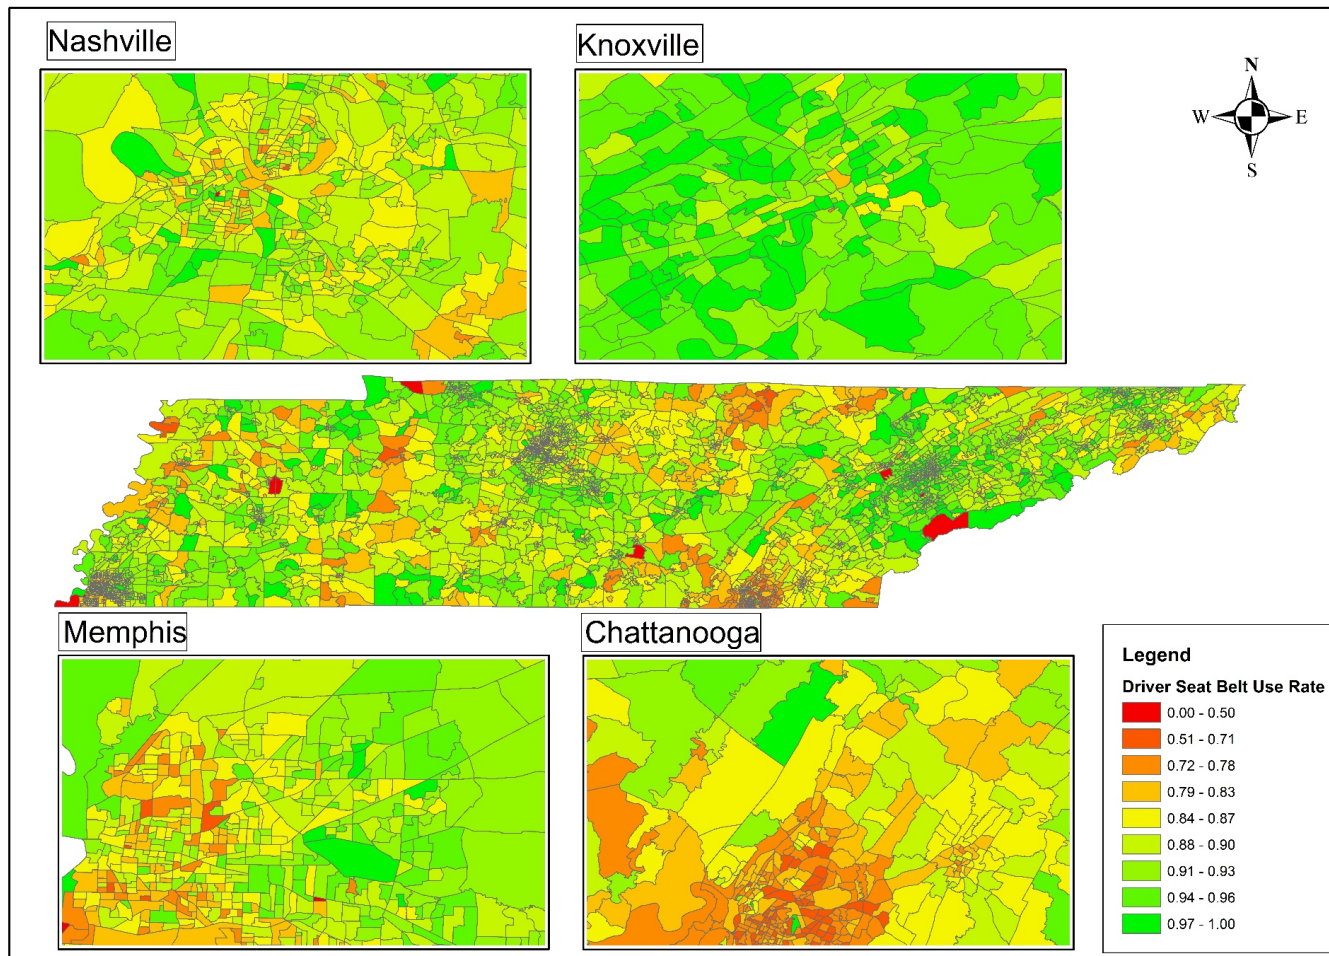 Nashville
Knoxville
N
W E
S
Memphis
Chattanooga
Legend
Driver Seat Belt Use Rate
0.00 - 0.50
0.51 - 0.71
0.72 - 0.78
0.79 - 0.83
0.84 - 0.87
0.88 - 0.90
0.91 - 0.93
0.94 - 0.96
0.97 - 1.00